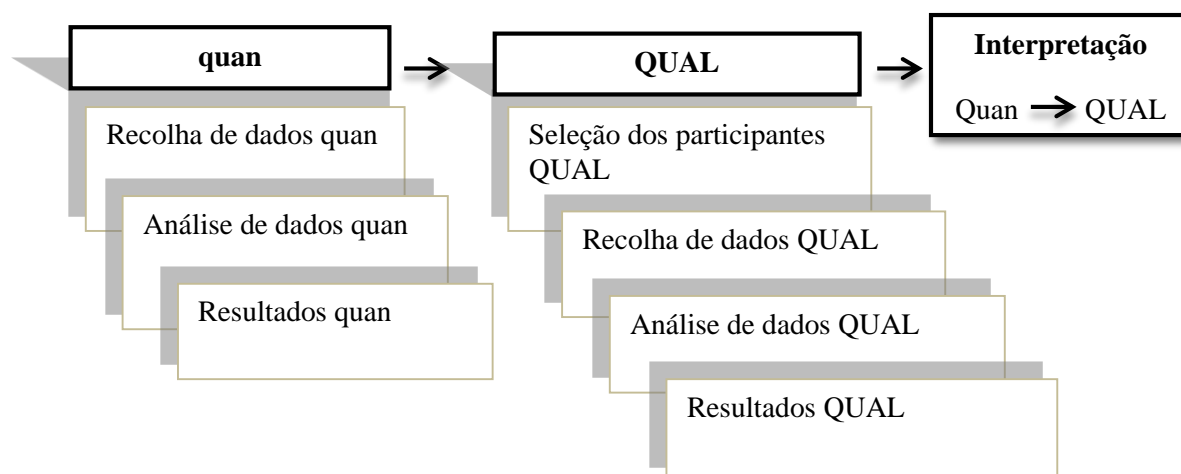 quan
Recolha de dados quan
Análise de dados quan
Resultados quan
QUAL
Seleção dos participantes
QUAL
Recolha de dados QUAL
Análise de dados QUAL
Resultados QUAL
Interpretação
Quan QUAL